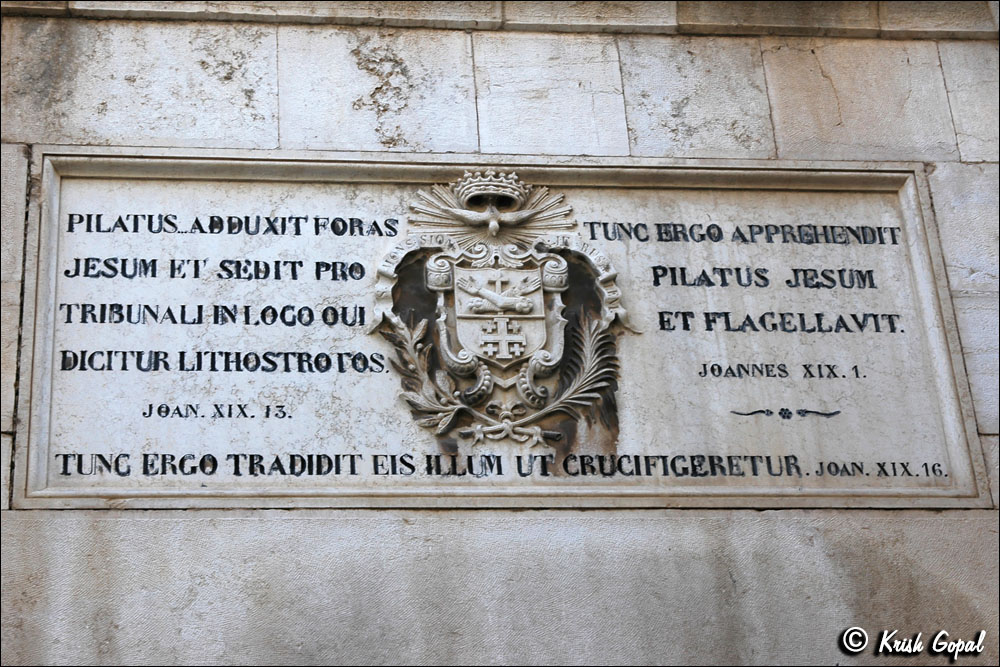 PILATUS...ADDUXIT FORAS
JESUM ET SEDIT PRO
TRIBUNALI IN LOCO QUI
DICITUR LITHOSTROTOS.
JOAN. XIX. 13.
TUNC ERGO APPREHENDIT
PILATUS JESUM
ET FLAGELLAVIT.
JOANNES XIX. 1.
TUNC ERGO TRADIDIT EIS ILLUM UT CRUCIFIGERETUR. JOAN. XIX. 16.
© Krish Gopal